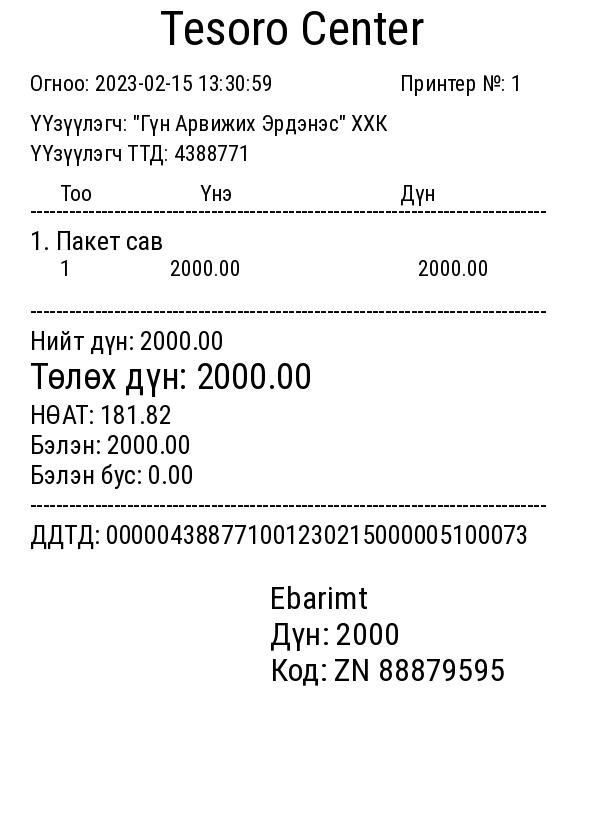 Tesoro Center
Огноо: 2023-02-15 13:30:59 Принтер №: 1
ҮҮзүүлэгч: "Гүн Арвижих Эрдэнэс" ХХК
ҮҮзүүлэгч ТТД: 4388771
Тоо Үнэ Дүн
--------------------------------------------------------------------------------
1. Пакет сав
1 2000.00 2000.00
--------------------------------------------------------------------------------
Нийт дүн: 2000.00
Төлөх дүн: 2000.00
НӨАТ: 181.82
Бэлэн: 2000.00
Бэлэн бус: 0.00
--------------------------------------------------------------------------------
ДДТД: 000004388771001230215000005100073
Ebarimt
Дүн: 2000
Код: ZN 88879595